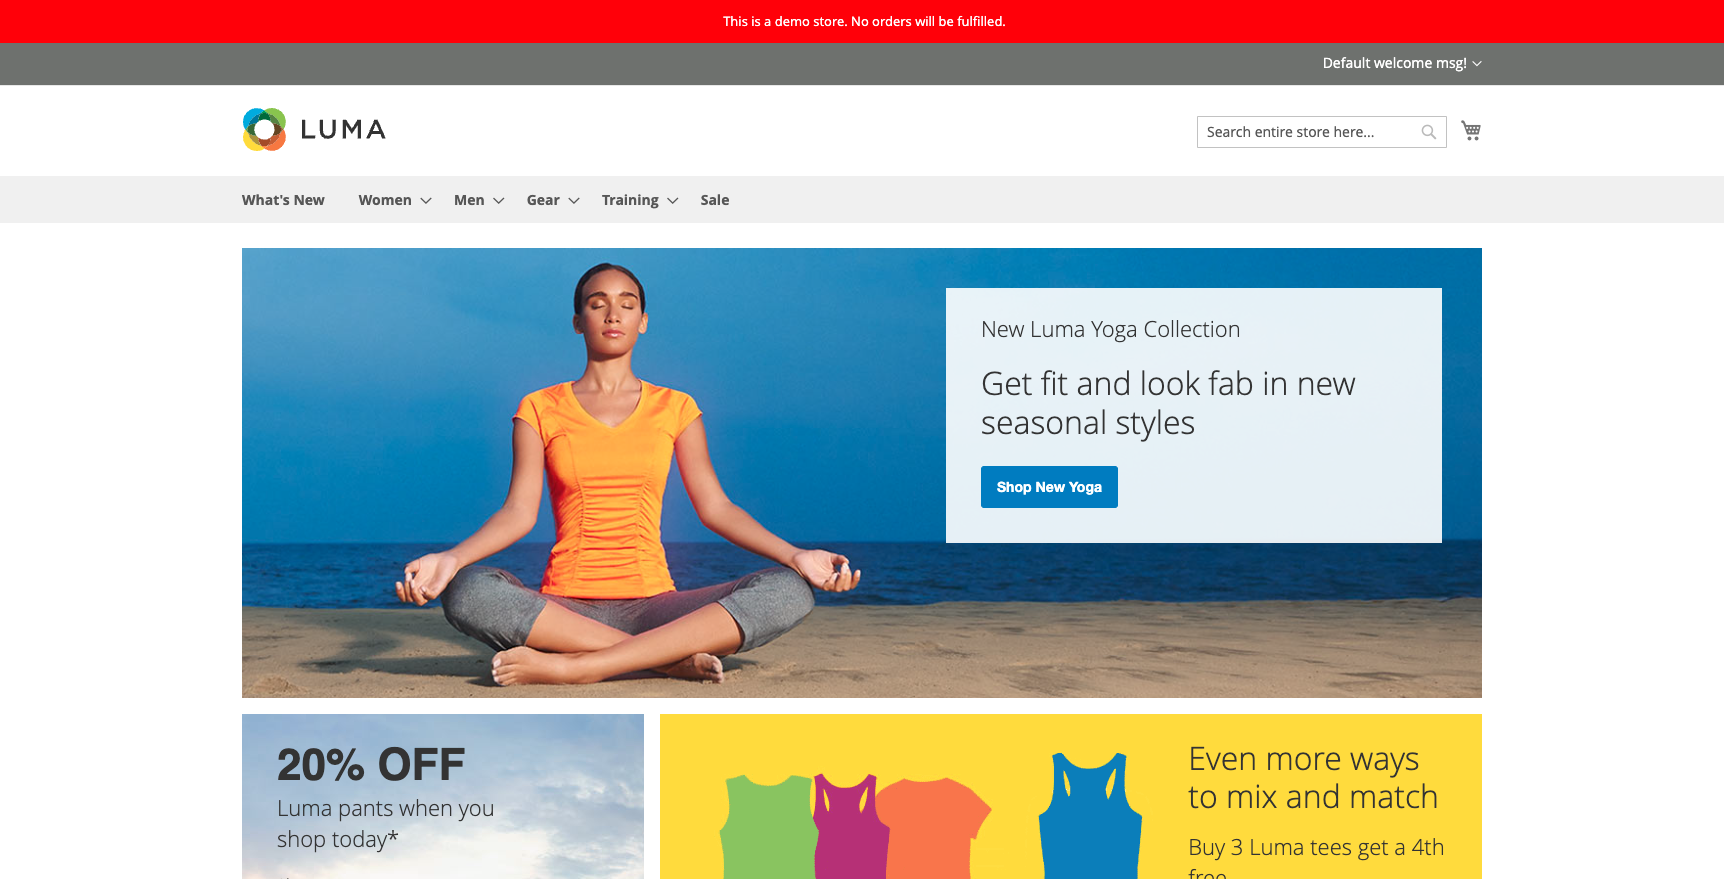 This is a demo store. No orders will be fulfilled.
Default welcome msg!
LUMA
Search entire store here...
What's New
Women
Men
Gear
Training
Sale
New Luma Yoga Collection
Get fit and look fab in new
seasonal styles
Shop New Yoga
20% OFF
Luma pants when you
shop today*
Even more ways
to mix and match
Buy 3 Luma tees get a 4th
free